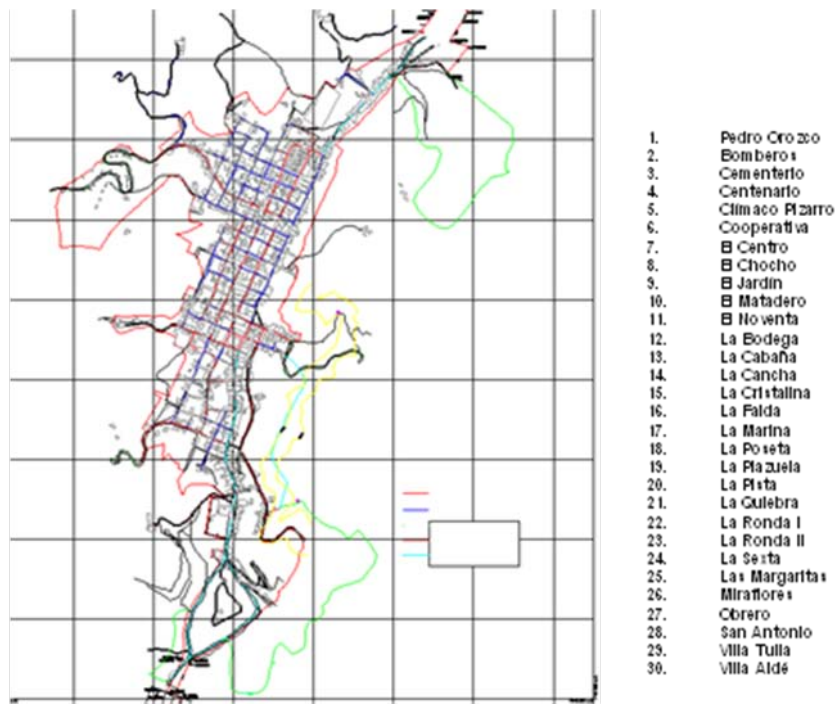 1. Pedro Orozco
2. Bomberos
3. Cementerio
4. Centenario
5. Clímaco Pizarro
6. Cooperativa
7. El Centro
8. El Chocho
9. El Jardín
10. El Matadero
11. El Noventa
12. La Bodega
13. La Cabaña
14. La Cancha
15. La Cristalina
16. La Falda
17. La Marina
18. La Poseta
19. La Plazuela
20. La Pista
21. La Quiebra
22. La Ronda I
23. La Ronda II
24. La Sexta
25. Las Margaritas
26. Miraflores
27. Obrero
28. San Antonio
29. Villa Tulia
30. Villa Aidé